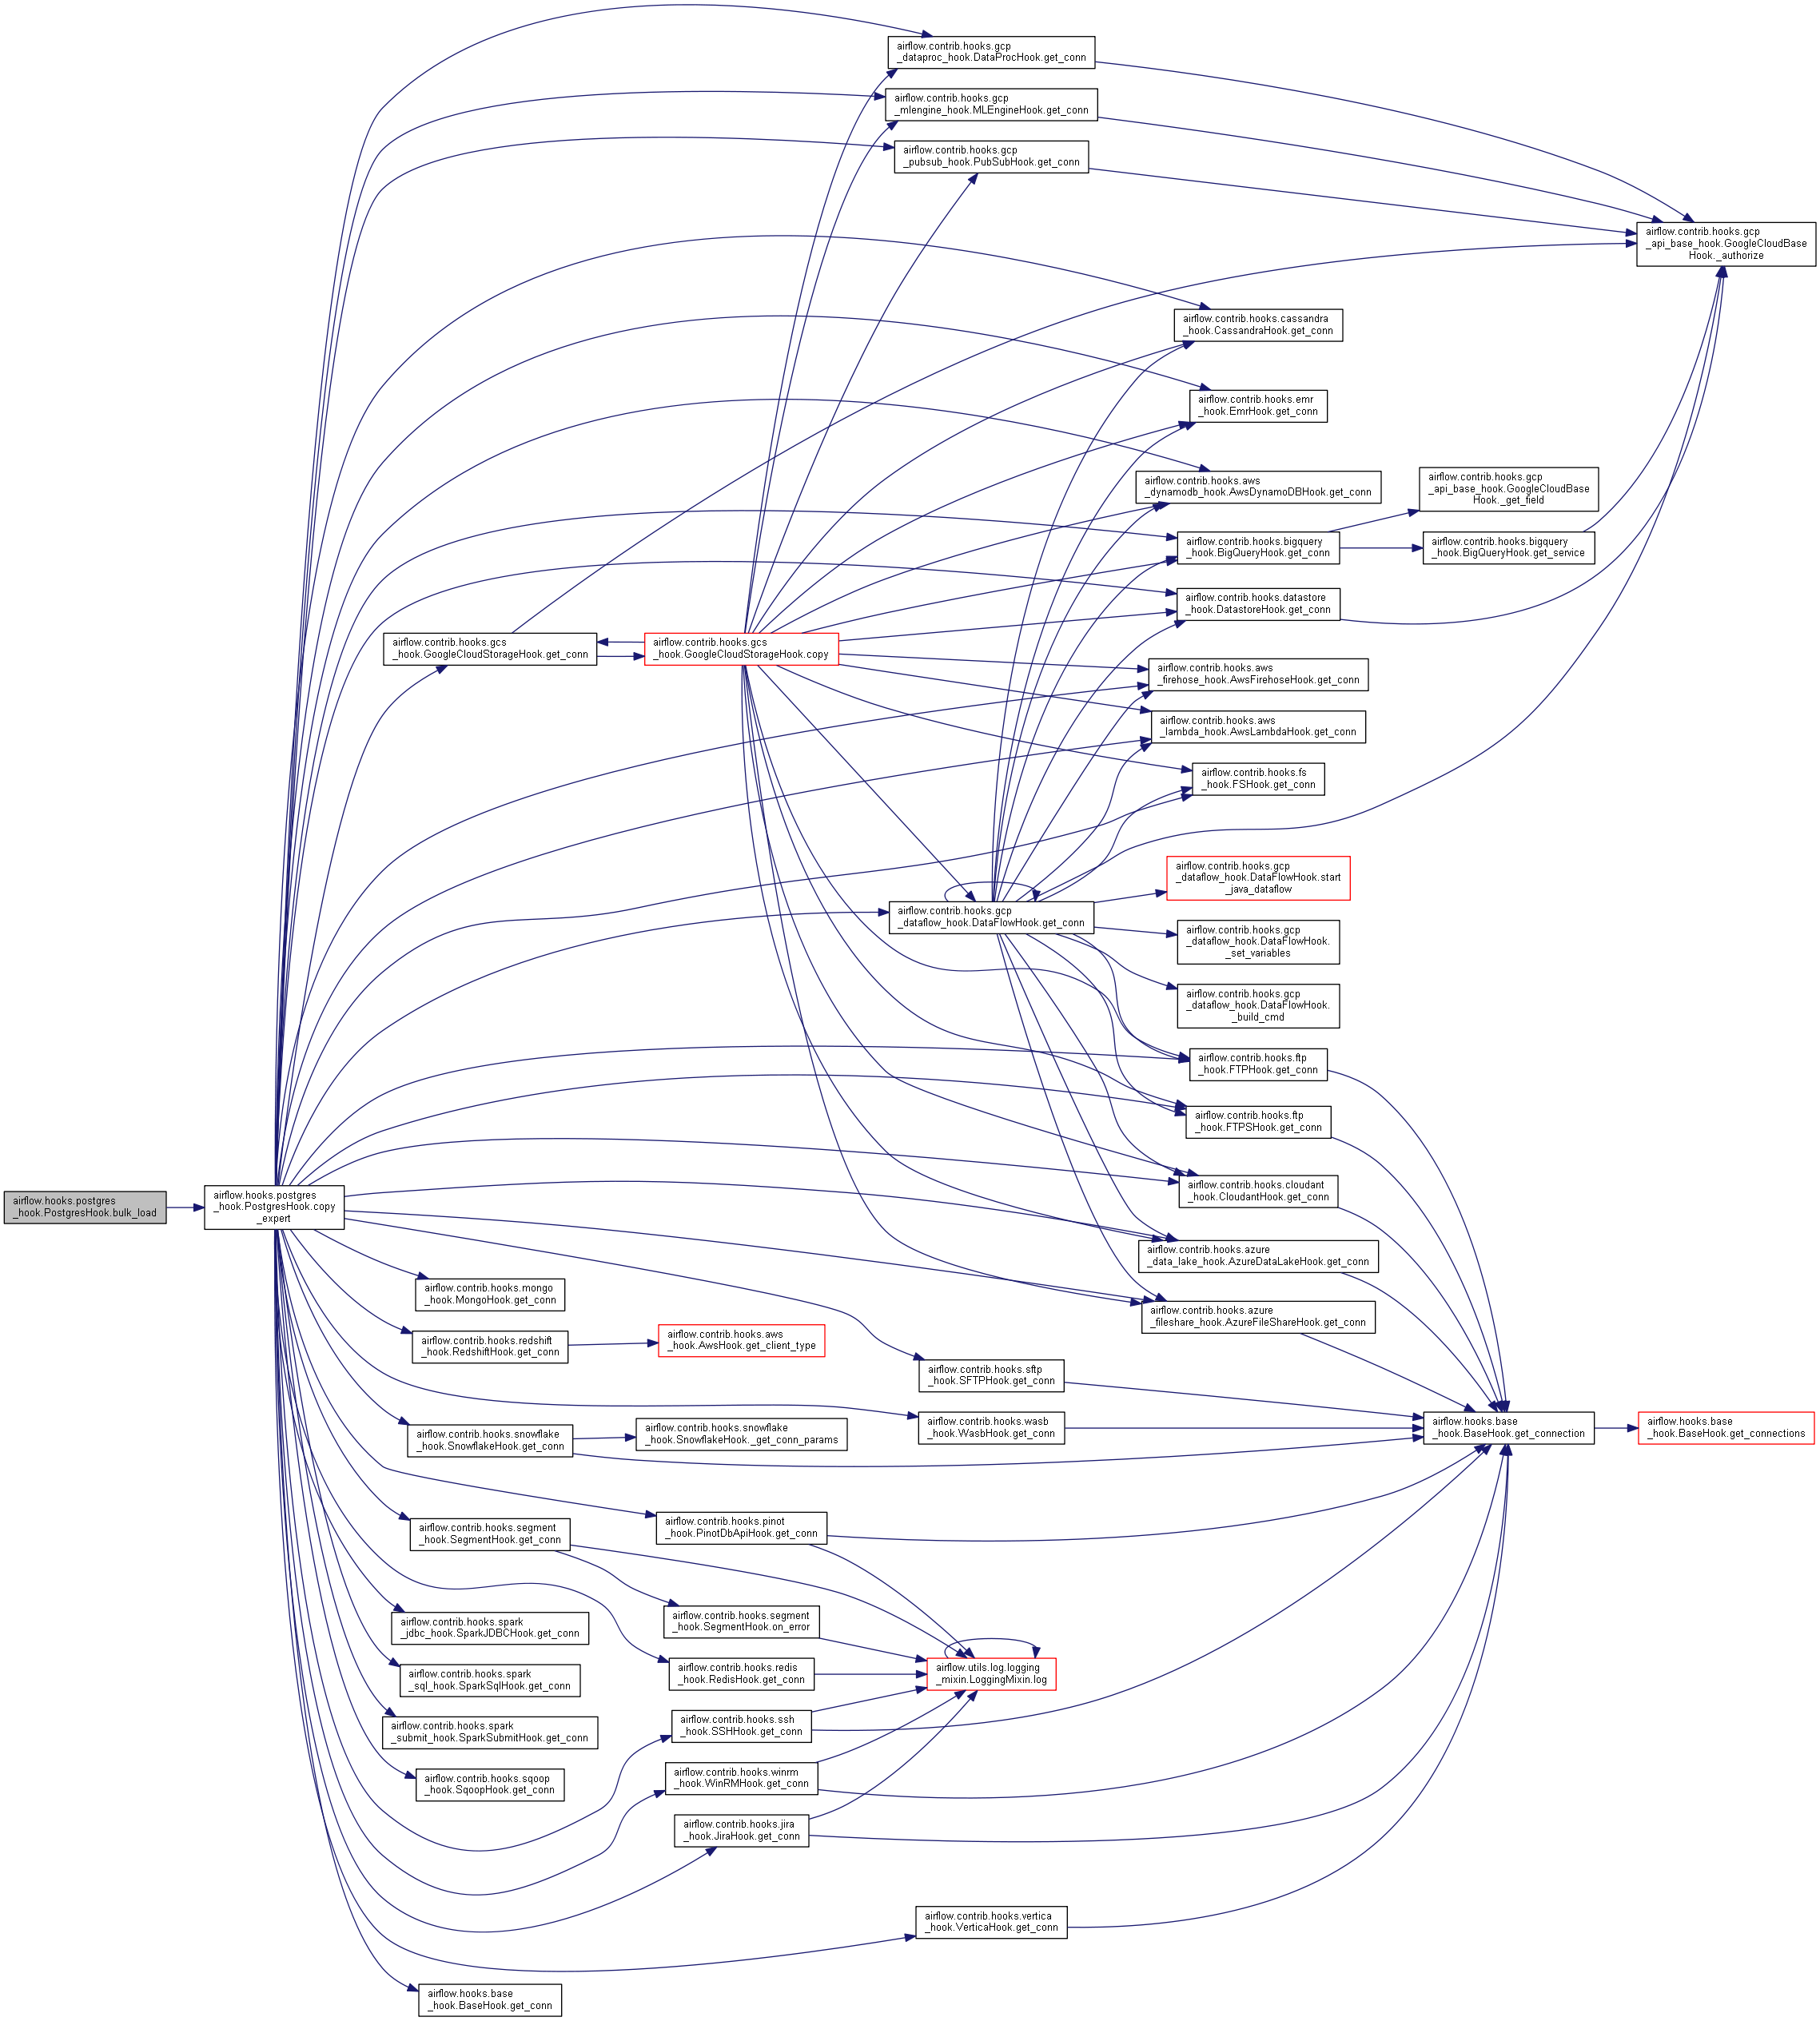 airflow.contrib.hooks.gcp
_dataproc_hook.DataProcHook.get_conn
airflow.contrib.hooks.gcp
_mlengine_hook.MLEngineHook.get_conn
airflow.contrib.hooks.gcp
_pubsub_hook.PubSubHook.get_conn
airflow.contrib.hooks.gcp
_api_base_hook.GoogleCloudBase
Hook._authorize
airflow.contrib.hooks.cassandra
_hook.CassandraHook.get_conn
airflow.contrib.hooks.emr
_hook.EmrHook.get_conn
airflow.contrib.hooks.aws
_dynamodb_hook.AwsDynamoDBHook.get_conn
airflow.contrib.hooks.gcp
_api_base_hook.GoogleCloudBase
Hook._get_field
airflow.contrib.hooks.bigquery
_hook.BigQueryHook.get_conn
airflow.contrib.hooks.bigquery
_hook.BigQueryHook.get_service
airflow.contrib.hooks.datastore
_hook.DatastoreHook.get_conn
airflow.contrib.hooks.gcs
_hook.GoogleCloudStorageHook.get_conn
airflow.contrib.hooks.gcs
_hook.GoogleCloudStorageHook.copy
airflow.contrib.hooks.aws
_firehose_hook.AwsFirehoseHook.get_conn
airflow.contrib.hooks.aws
_lambda_hook.AwsLambdaHook.get_conn
airflow.contrib.hooks.fs
_hook.FSHook.get_conn
airflow.contrib.hooks.gcp
_dataflow_hook.DataFlowHook.start
_java_dataflow
airflow.contrib.hooks.gcp
_dataflow_hook.DataFlowHook.get_conn
airflow.contrib.hooks.gcp
_dataflow_hook.DataFlowHook.
_set_variables
airflow.contrib.hooks.gcp
_dataflow_hook.DataFlowHook.
_build_cmd
airflow.contrib.hooks.ftp
_hook.FTPHook.get_conn
airflow.contrib.hooks.ftp
_hook.FTPSHook.get_conn
airflow.contrib.hooks.cloudant
_hook.CloudantHook.get_conn
airflow.hooks.postgres
_hook.PostgresHook.bulk_load
airflow.hooks.postgres
_hook.PostgresHook.copy
_expert
airflow.contrib.hooks.azure
_data_lake_hook.AzureDataLakeHook.get_conn
airflow.contrib.hooks.mongo
_hook.MongoHook.get_conn
airflow.contrib.hooks.azure
_fileshare_hook.AzureFileShareHook.get_conn
airflow.contrib.hooks.redshift
_hook.RedshiftHook.get_conn
airflow.contrib.hooks.aws
_hook.AwsHook.get_client_type
airflow.contrib.hooks.sftp
_hook.SFTPHook.get_conn
airflow.contrib.hooks.snowflake
_hook.SnowflakeHook.get_conn
airflow.contrib.hooks.snowflake
_hook.SnowflakeHook._get_conn_params
airflow.contrib.hooks.wasb
_hook.WasbHook.get_conn
airflow.hooks.base
_hook.BaseHook.get_connection
airflow.hooks.base
_hook.BaseHook.get_connections
airflow.contrib.hooks.segment
_hook.SegmentHook.get_conn
airflow.contrib.hooks.pinot
_hook.PinotDbApiHook.get_conn
airflow.contrib.hooks.spark
_jdbc_hook.SparkJDBCHook.get_conn
airflow.contrib.hooks.segment
_hook.SegmentHook.on_error
airflow.contrib.hooks.spark
_sql_hook.SparkSqlHook.get_conn
airflow.contrib.hooks.redis
_hook.RedisHook.get_conn
airflow.utils.log.logging
_mixin.LoggingMixin.log
airflow.contrib.hooks.spark
_submit_hook.SparkSubmitHook.get_conn
airflow.contrib.hooks.ssh
_hook.SSHHook.get_conn
airflow.contrib.hooks.sqoop
_hook.SqoopHook.get_conn
airflow.contrib.hooks.winrm
_hook.WinRMHook.get_conn
airflow.contrib.hooks.jira
_hook.JiraHook.get_conn
airflow.contrib.hooks.vertica
_hook.VerticaHook.get_conn
airflow.hooks.base
_hook.BaseHook.get_conn